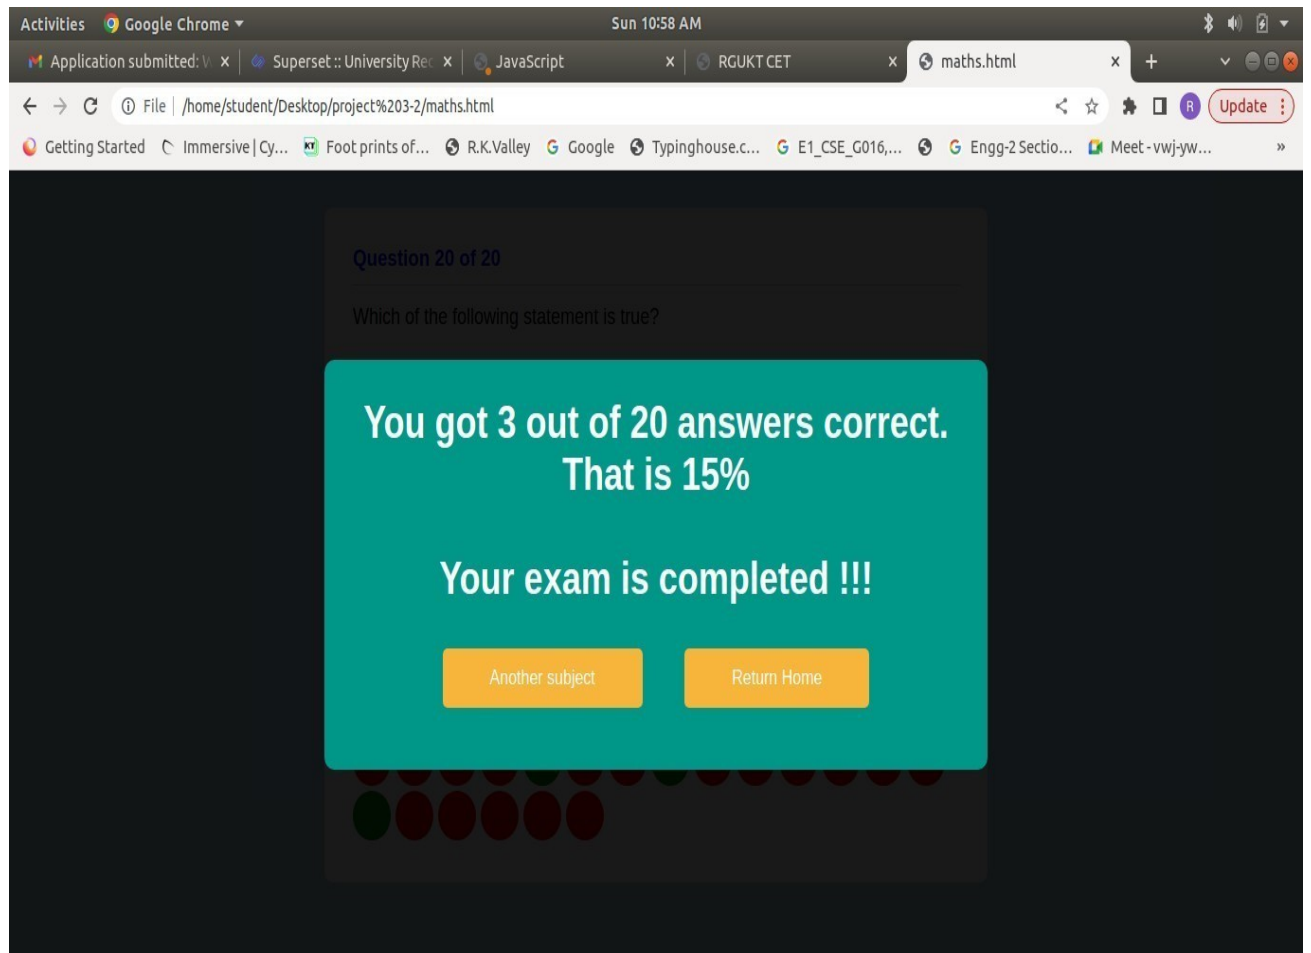 Activities Google Chrome Sun 10:58 AM
Application submitted: Superset :: University Rec JavaScript RGUKT CET maths.html
File /home/student/Desktop/project%203-2/maths.html Update
Getting Started Immersive | Cy... Foot prints of... R.K.Valley Google Typinghouse.c... E1_CSE_G016,... Engg-2 Sectio... Meet - vwj-yw... »
Question 20 of 20
Which of the following statement is true?
You got 3 out of 20 answers correct.
That is 15%
Your exam is completed !!!
Another subject Return Home